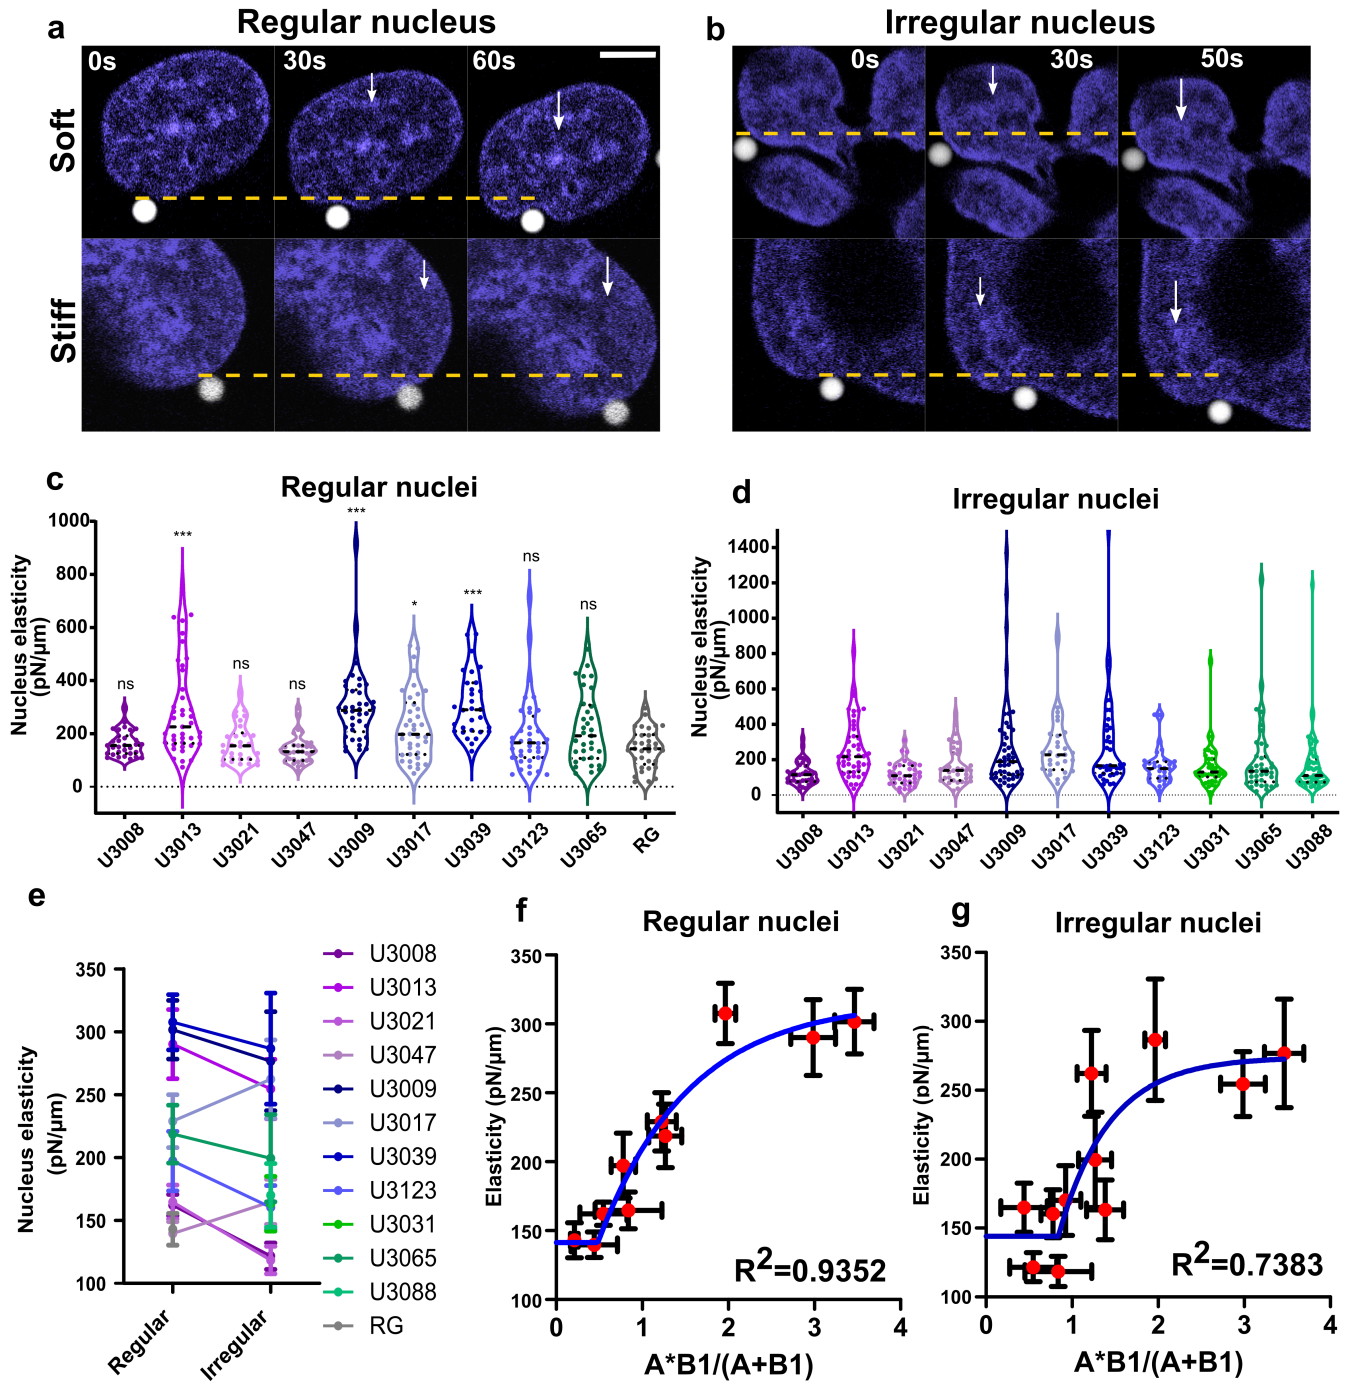 a
Regular nucleus
b
Irregular nucleus
0s
30s
60s
0s
30s
50s
Soft
Stiff
c
Regular nuclei
d
Irregular nuclei
Nucleus elasticity
(pN/μm)
1000
800
600
400
200
0
ns
***
ns
ns
***
*
***
ns
ns
U3008
U3013
U3021
U3047
U3009
U3017
U3039
U3123
U3065
RG
Nucleus elasticity
(pN/μm)
1400
1200
1000
800
600
400
200
0
U3008
U3013
U3021
U3047
U3009
U3017
U3039
U3123
U3031
U3065
U3088
e
Nucleus elasticity
(pN/μm)
350
300
250
200
150
100
Regular
Irregular
U3008
U3013
U3021
U3047
U3009
U3017
U3039
U3123
U3031
U3065
U3088
RG
f
Regular nuclei
Elasticity (pN/μm)
350
300
250
200
150
100
R2=0.9352
0
1
2
3
4
A*B1/(A+B1)
g
Irregular nuclei
Elasticity (pN/μm)
350
300
250
200
150
100
R2=0.7383
0
1
2
3
4
A*B1/(A+B1)